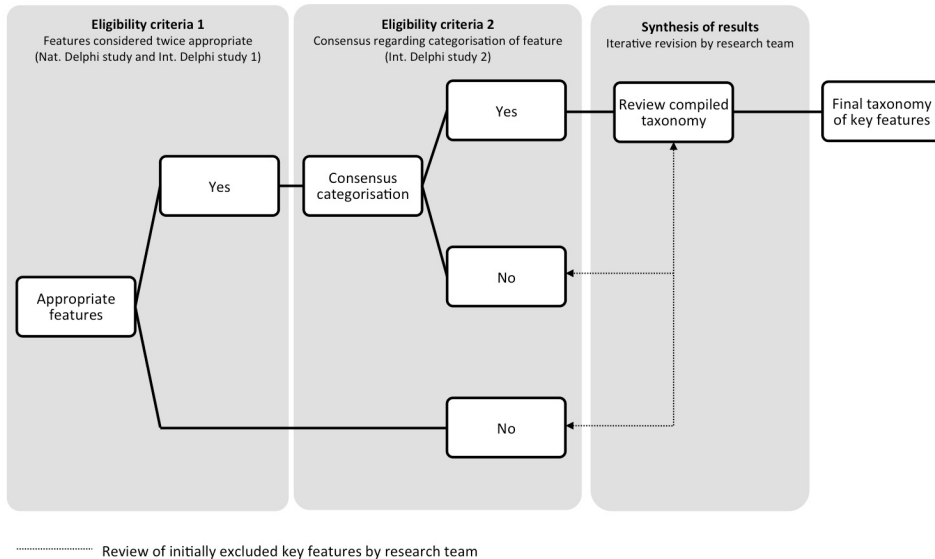 Eligibility criteria 1
Features considered twice appropriate
(Nat. Delphi study and Int. Delphi study 1)
Eligibility criteria 2
Consensus regarding categorisation of feature
(Int. Delphi study 2)
Synthesis of results
Iterative revision by research team
Appropriate
features
Yes
Consensus
categorisation
Yes
No
No
Review compiled
taxonomy
Final taxonomy
of key features
Review of initially excluded key features by research team